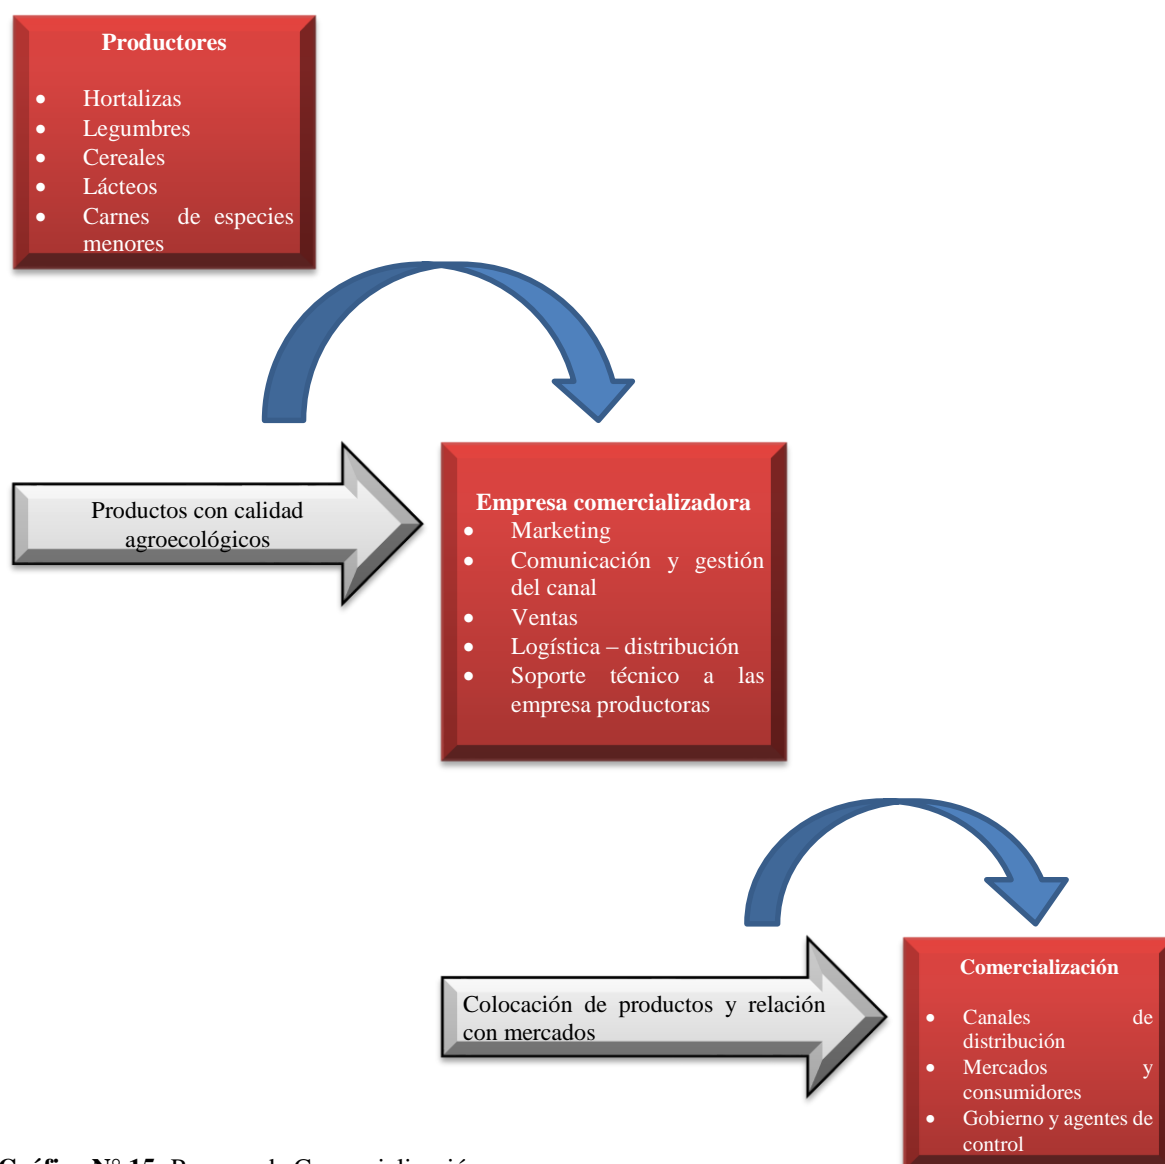 Productores
• Hortalizas
• Legumbres
• Cereales
• Lácteos
• Carnes de especies
menores
Productos con calidad
agroecológicos
Empresa comercializadora
• Marketing
• Comunicación y gestión
del canal
• Ventas
• Logística – distribución
• Soporte técnico a las
empresa productoras
Colocación de productos y relación
con mercados
Comercialización
• Canales de
distribución
• Mercados y
consumidores
• Gobierno y agentes de
control